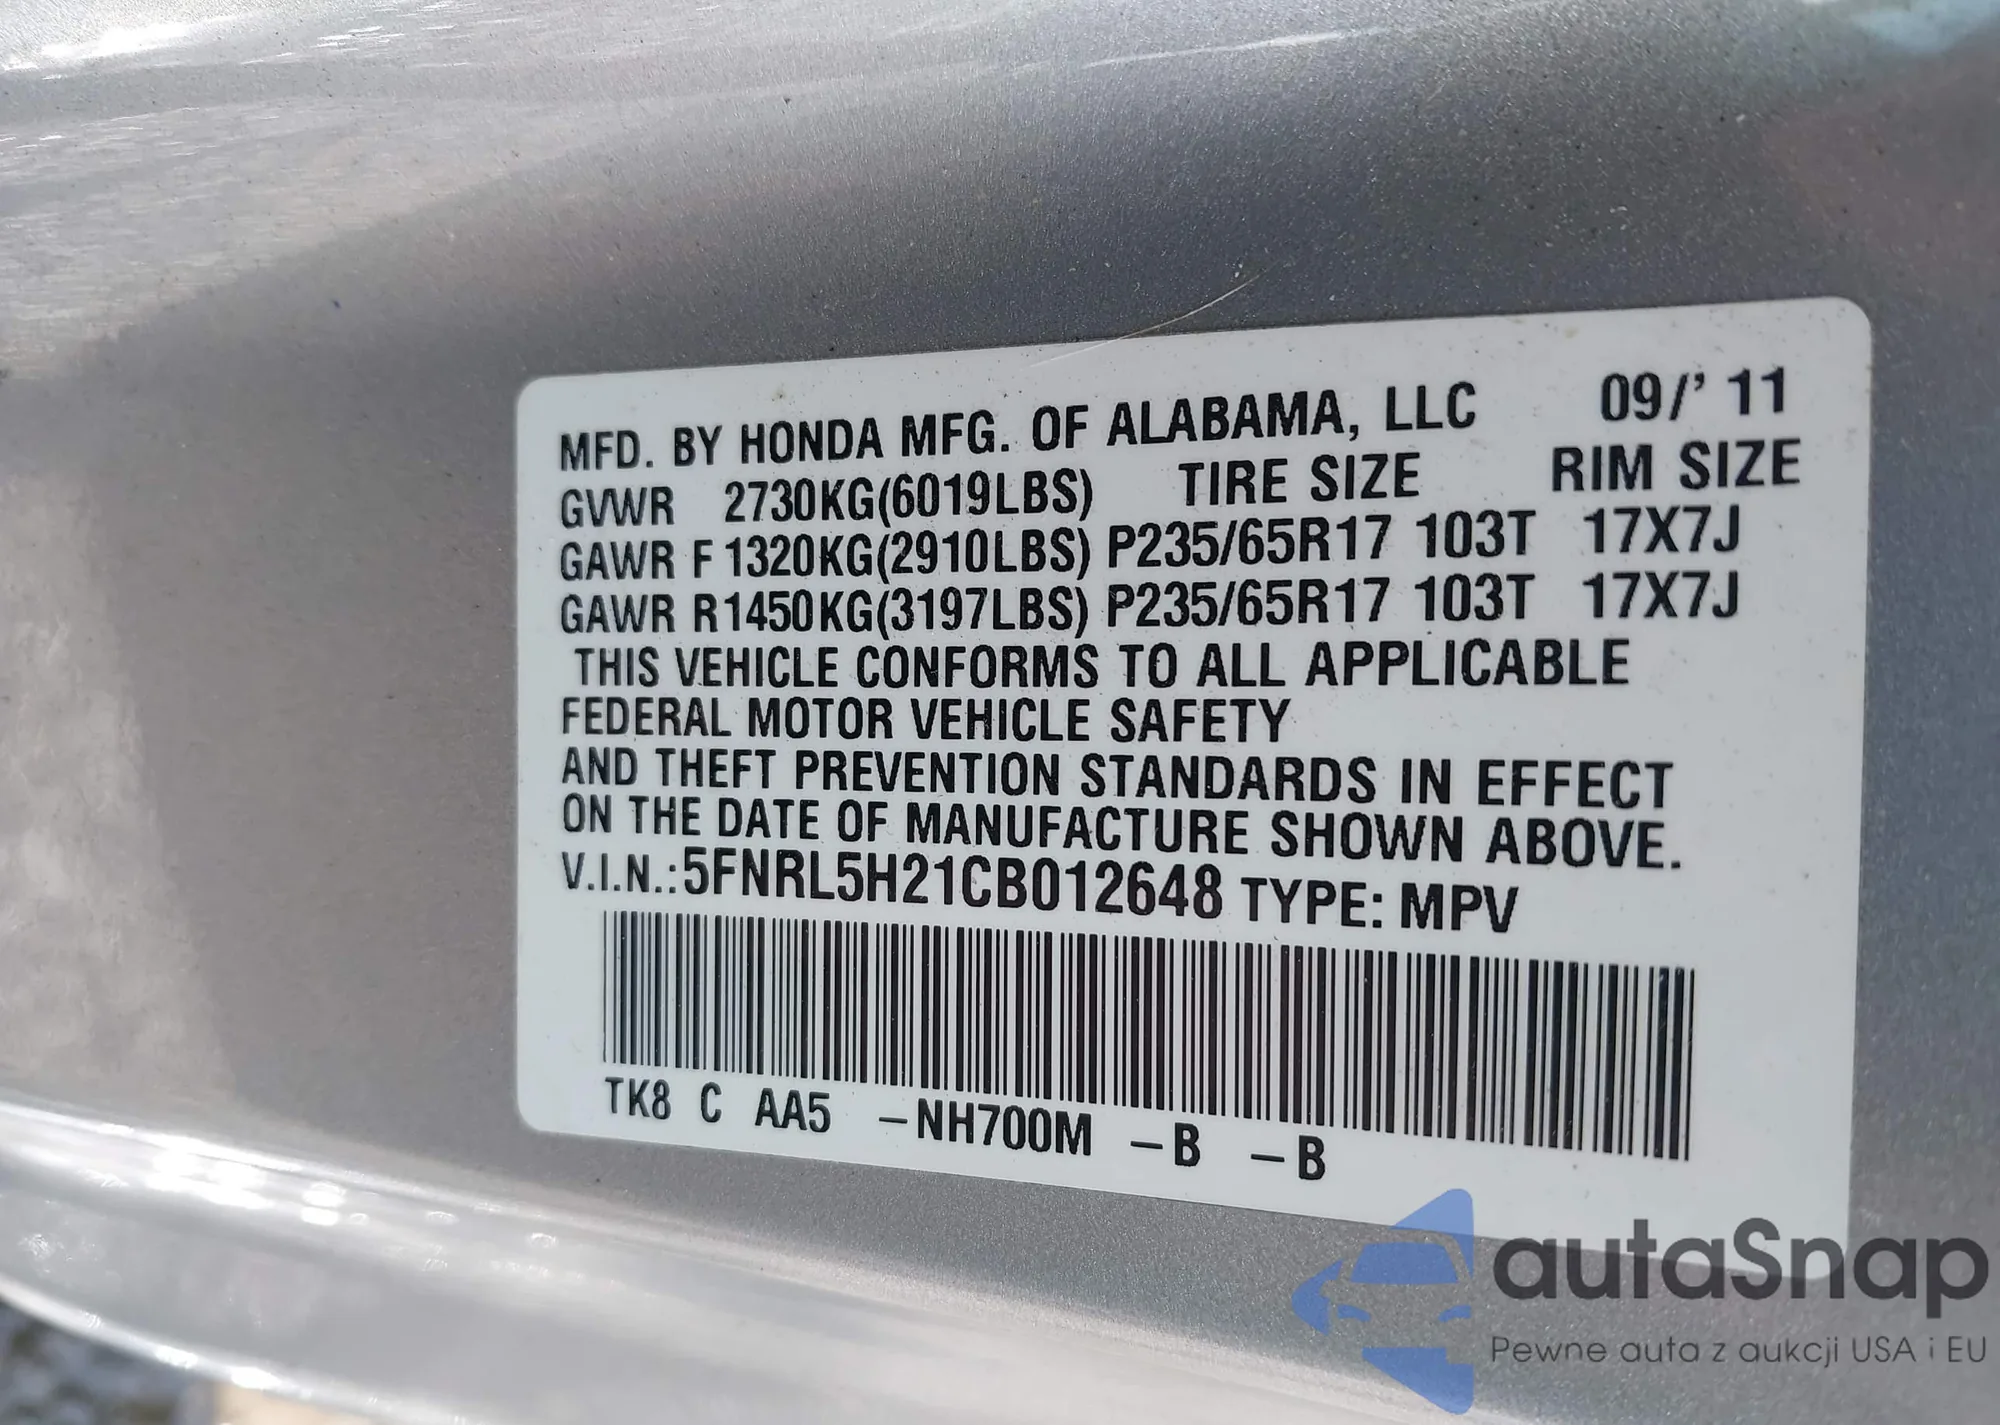 MFD. BY HONDA MFG. OF ALABAMA, LLC 09/' 11
GVWR 2730KG(6019LBS) TIRE SIZE RIM SIZE
GAWR F 1320KG(2910LBS) P235/65R17 103T 17X7J
GAWR R1450KG(3197LBS) P235/65R17 103T 17X7J
THIS VEHICLE CONFORMS TO ALL APPLICABLE
FEDERAL MOTOR VEHICLE SAFETY
AND THEFT PREVENTION STANDARDS IN EFFECT
ON THE DATE OF MANUFACTURE SHOWN ABOVE.
V.I.N.:5FNRL5H21CB012648 TYPE: MPV
TK8 C AA5 -NH700M -B -B
autaSnap
Pewne auta z aukcji USA i EU